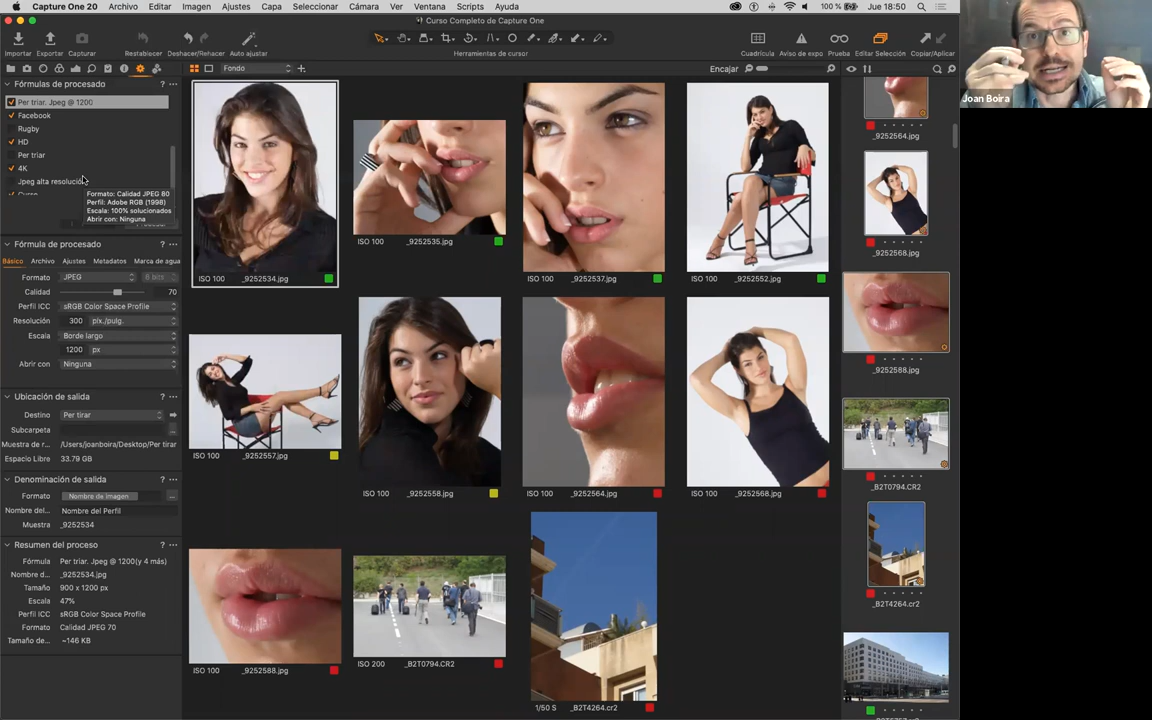 Capture One 20 Archivo Editar Imagen Ajustes Capa Seleccionar Cámara Ver Ventana Scripts Ayuda
100 % Jue 18:50
Curso Completo de Capture One
Importar Exportar Capturar Restablecer Deshacer/Rehacer Auto ajustar Herramientas de cursor Cuadrícula Aviso de expo Prueba Editar Selección Copiar/Aplicar
Fondo
Encajar
Fórmulas de procesado ? ...
Per triar. Jpeg @ 1200
Facebook
Rugby
HD
Per triar
4K
Jpeg alta resolución
Formato: Calidad JPEG 80
Perfil: Adobe RGB (1998)
Escala: 100% solucionados
Abrir con: Ninguna
Fórmula de procesado ? ...
Básico Archivo Ajustes Metadatos Marca de agua
Formato JPEG 8 bits
Calidad 70
Perfil ICC sRGB Color Space Profile
Resolución 300 pix./pulg.
Escala Borde largo
1200 px
Abrir con Ninguna
Ubicación de salida ? ...
Destino Per tirar
Subcarpeta ...
Muestra de r... /Users/joanboira/Desktop/Per tirar
Espacio Libre 33.79 GB
Denominación de salida ? ...
Formato Nombre de imagen ...
Nombre del... Nombre del Perfil
Muestra _9252534
Resumen del proceso ? ...
Fórmula Per triar. Jpeg @ 1200(y 4 más)
Nombre d... _9252534.jpg
Tamaño 900 x 1200 px
Escala 47%
Perfil ICC sRGB Color Space Profile
Formato Calidad JPEG 70
Tamaño de... ~146 KB
ISO 100 _9252534.jpg
ISO 100 _9252535.jpg
ISO 100 _9252537.jpg
ISO 100 _9252552.jpg
ISO 100 _9252557.jpg
ISO 100 _9252558.jpg
ISO 100 _9252564.jpg
ISO 100 _9252568.jpg
ISO 100 _9252588.jpg
ISO 200 _B2T0794.CR2
1/50 S _B2T4264.cr2
_9252564.jpg
_9252568.jpg
_9252588.jpg
_B2T0794.CR2
_B2T4264.cr2
Joan Boira